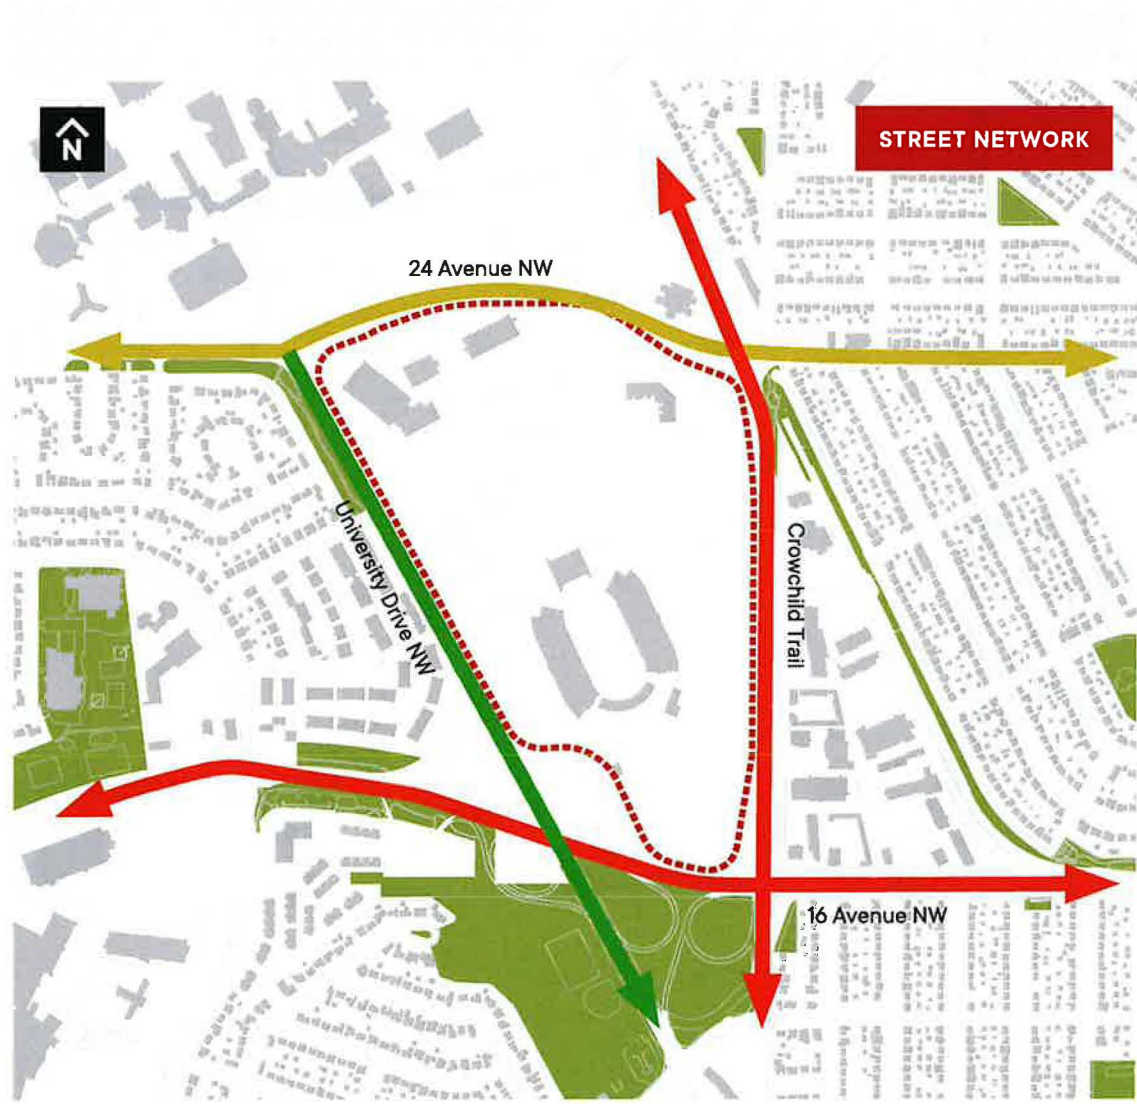 N
STREET NETWORK
24 Avenue NW
University Drive NW
Crowchild Trail
16 Avenue NW